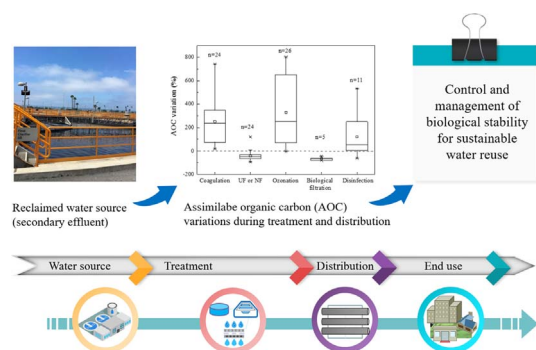 n=24
n=24
n=26
n=5
n=11
AOC variation (%)
800
600
400
200
0
-200
Coagulation
UF or NF
Ozonation
Biological
filtration
Disinfection
Control and
management of
biological stability
for sustainable
water reuse
Reclaimed water source
(secondary effluent)
Assimilabe organic carbon (AOC)
variations during treatment and distribution
Water source
Treatment
Distribution
End use